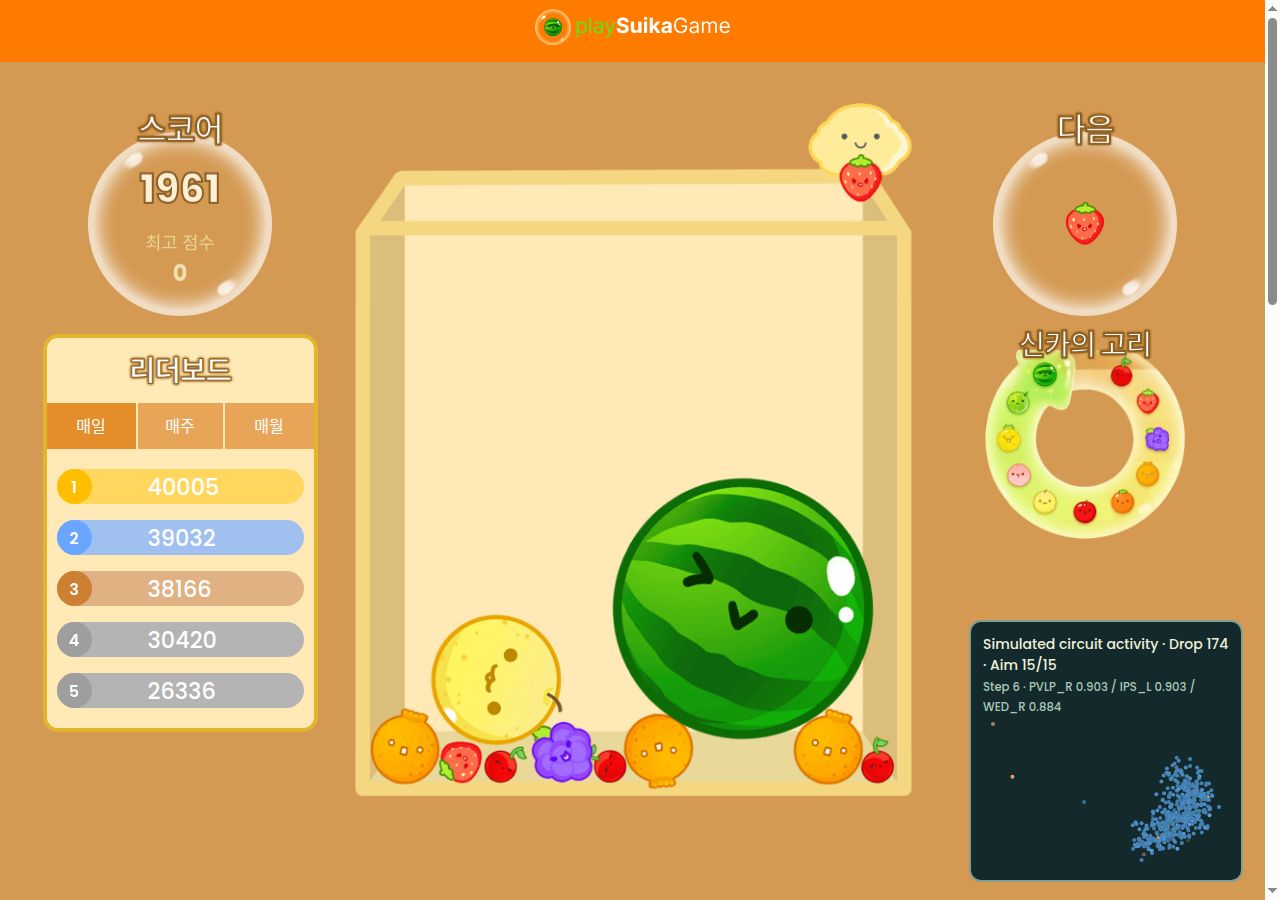 playSuikaGame
스코어
1961
최고 점수
0
다음
리더보드
매일 매주 매월
1 40005
2 39032
3 38166
4 30420
5 26336
신카의 고리
Simulated circuit activity · Drop 174
· Aim 15/15
Step 6 · PVLP_R 0.903 / IPS_L 0.903 /
WED_R 0.884